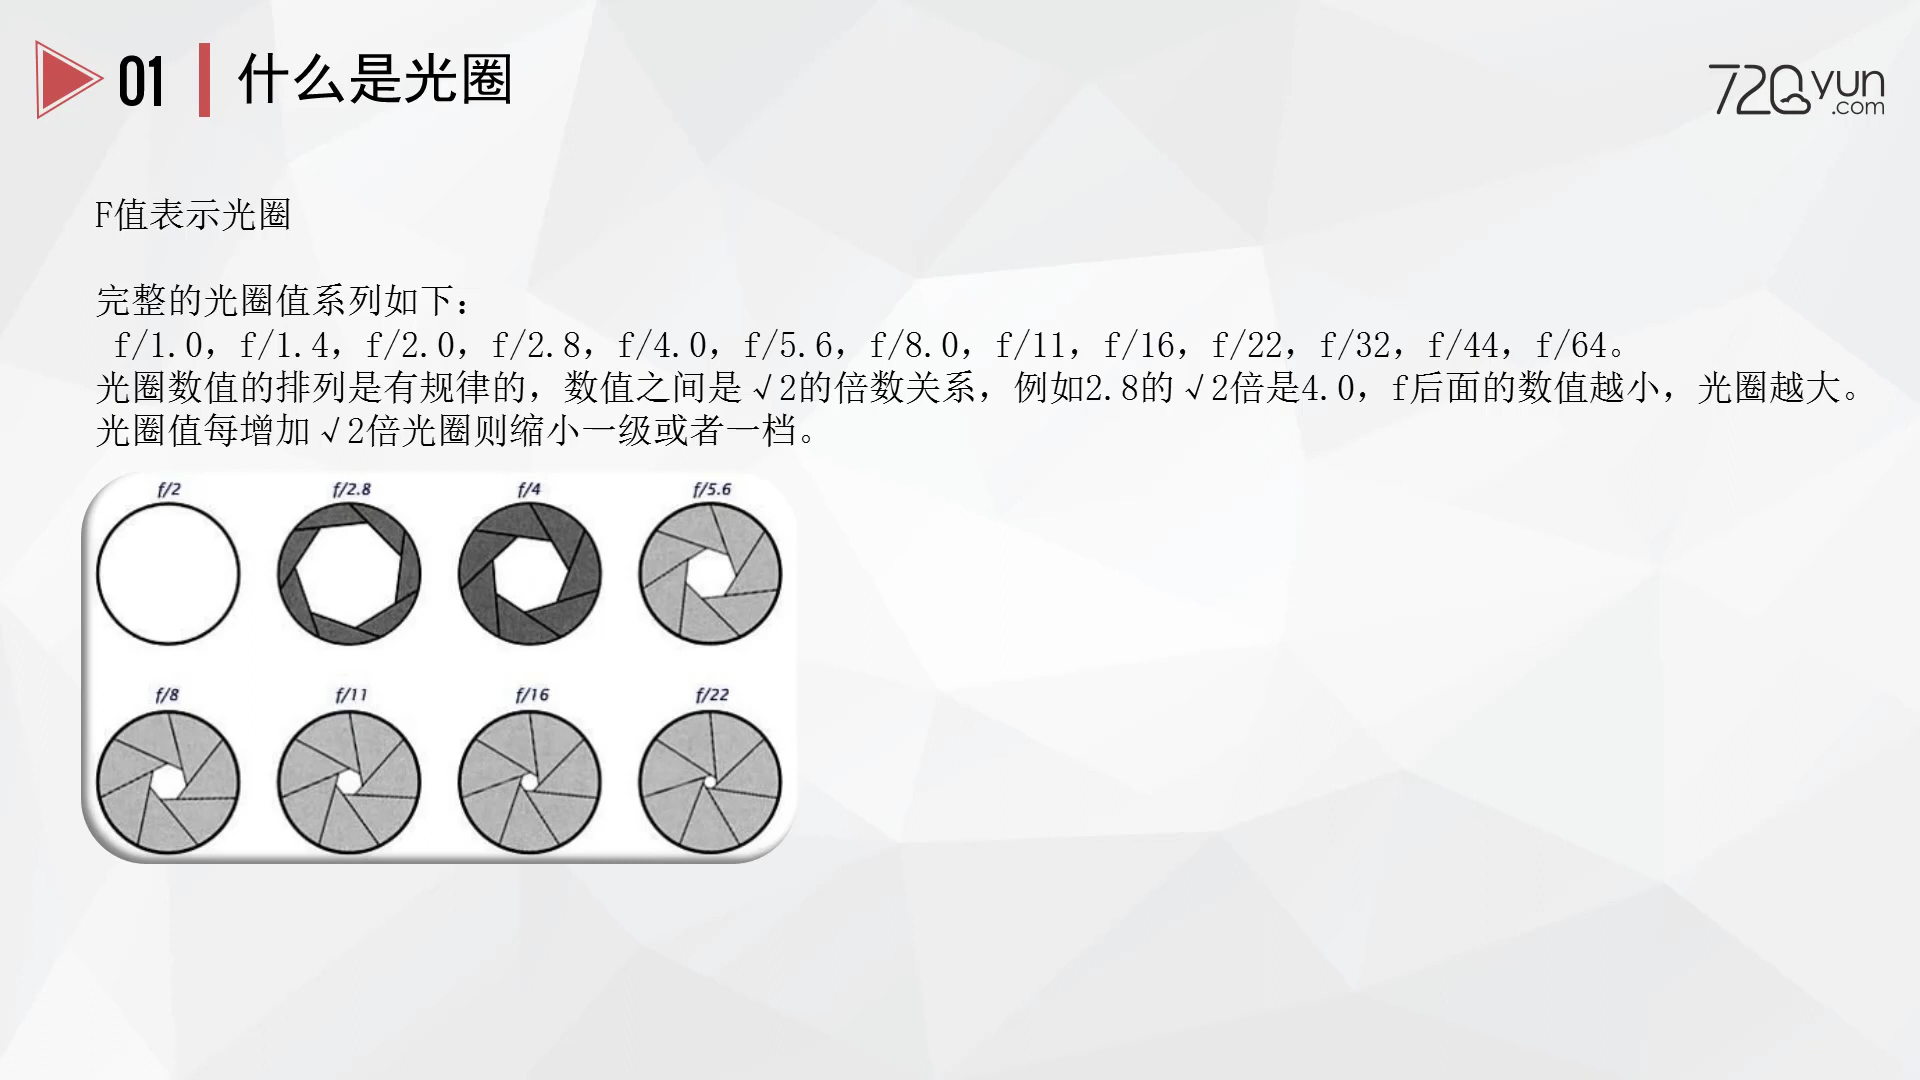 01 什么是光圈
720yun
.com
F值表示光圈
完整的光圈值系列如下：
f/1.0，f/1.4，f/2.0，f/2.8，f/4.0，f/5.6，f/8.0，f/11，f/16，f/22，f/32，f/44，f/64。
光圈数值的排列是有规律的，数值之间是√2的倍数关系，例如2.8的√2倍是4.0，f后面的数值越小，光圈越大。
光圈值每增加√2倍光圈则缩小一级或者一档。
f/2 f/2.8 f/4 f/5.6
f/8 f/11 f/16 f/22